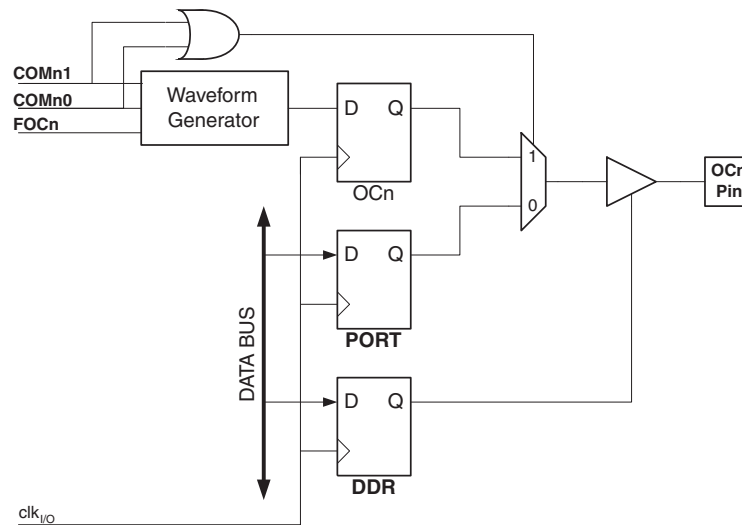 COMn1
COMn0
FOCn
Waveform
Generator
D Q
OCn
1
0
OCn
Pin
D Q
PORT
DATA BUS
D Q
DDR
clkI/O